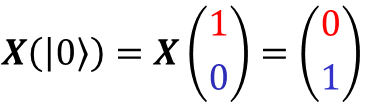 X(|0⟩) = X(1 0) = (0 1)